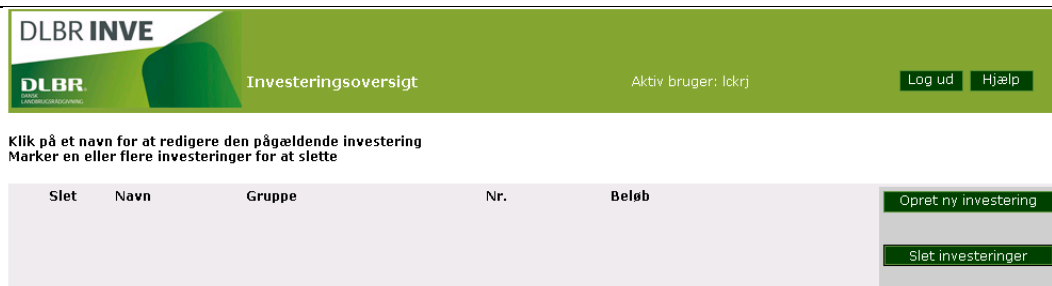 DLBR INVE
DLBR.
DANSK
LANDBRUGSRÅDGIVNING
Investeringsoversigt
Aktiv bruger: lckrj
Log ud
Hjælp
Klik på et navn for at redigere den pågældende investering
Marker en eller flere investeringer for at slette
Slet Navn Gruppe Nr. Beløb
Opret ny investering
Slet investeringer